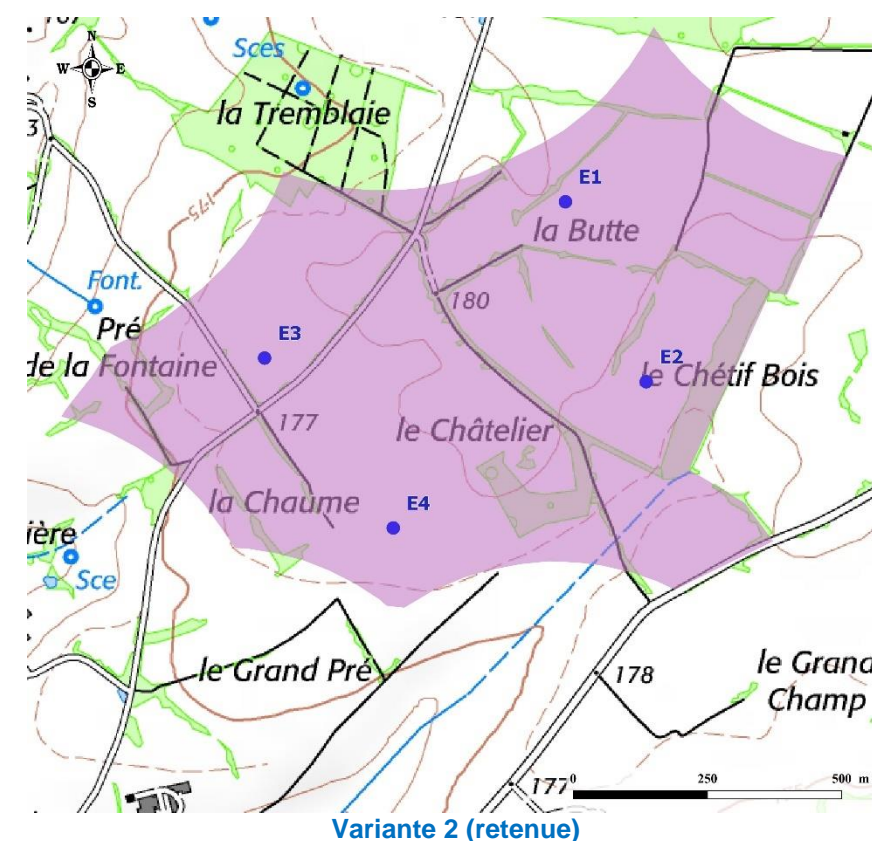 N
W E
S
Sces
la Tremblaie
175
3
E1
la Butte
Font.
Pré
de la Fontaine
180
E3
E2
le Chétif Bois
177
le Châtelier
la Chaume
E4
ière
Sce
le Grand Pré
178
le Grand
Champ
177
0 250 500 m
Variante 2 (retenue)